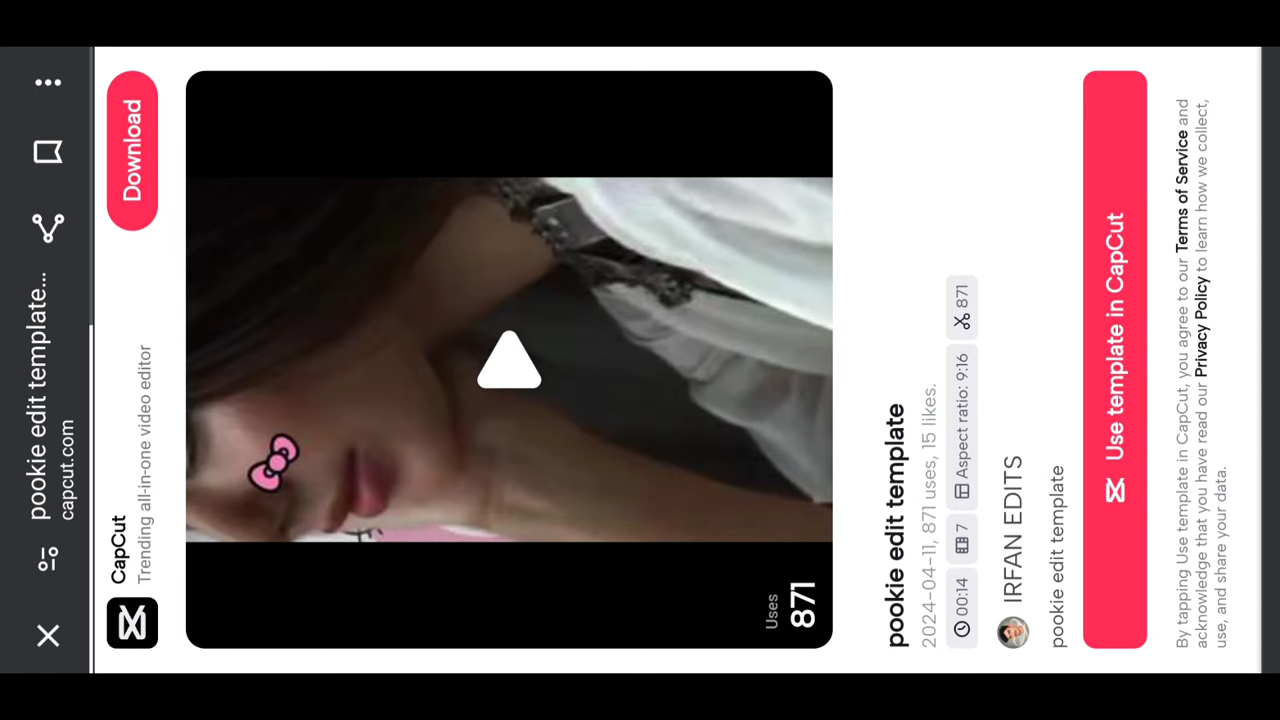 pookie edit template...
capcut.com
CapCut
Trending all-in-one video editor
Download
Uses
871
pookie edit template
2024-04-11, 871 uses, 15 likes.
00:14
7
Aspect ratio: 9:16
871
IRFAN EDITS
pookie edit template
Use template in CapCut
By tapping Use template in CapCut, you agree to our Terms of Service and
acknowledge that you have read our Privacy Policy to learn how we collect,
use, and share your data.